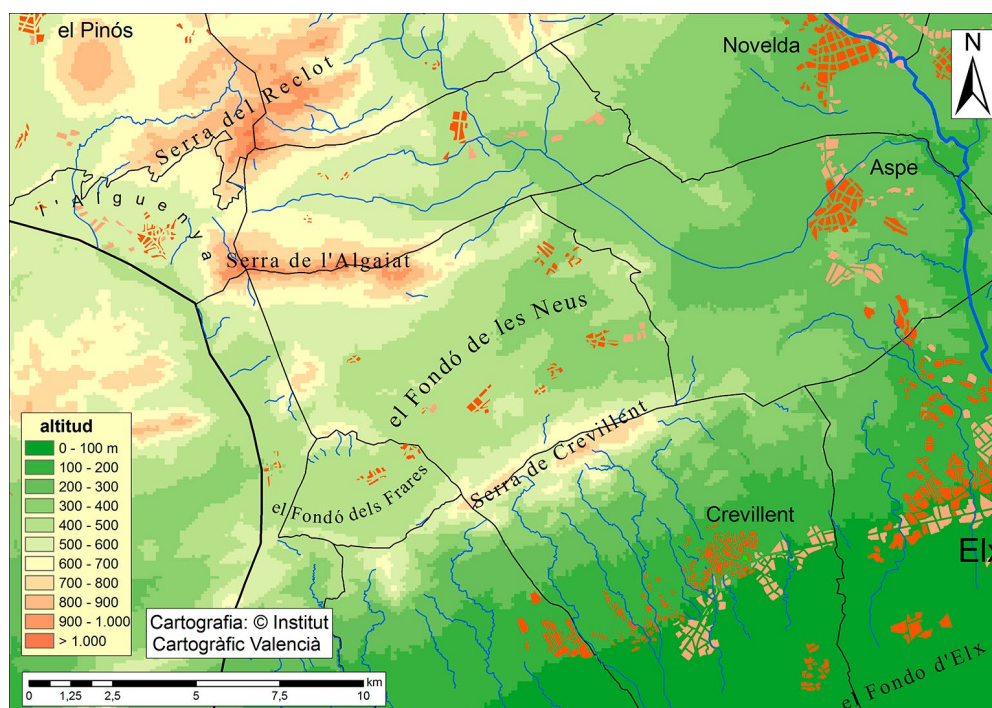 el Pinós
Novelda
N
Serra del Reclot
Aspe
l'Alguenya
Serra de l'Algaiat
el Fondó de les Neus
Serra de Crevillent
el Fondó dels Frares
Crevillent
Elx
el Fondo d'Elx
altitud
0 - 100 m
100 - 200
200 - 300
300 - 400
400 - 500
500 - 600
600 - 700
700 - 800
800 - 900
900 - 1.000
> 1.000
Cartografia: © Institut
Cartogràfic Valencià
km
0 1,25 2,5 5 7,5 10